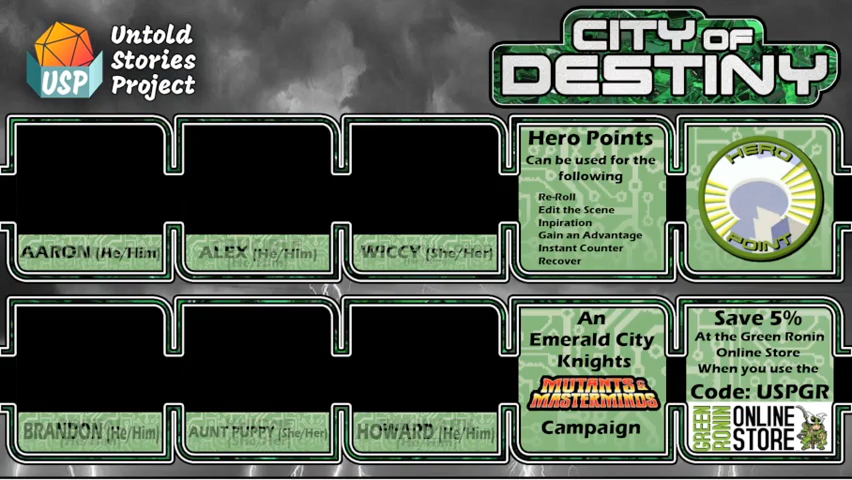 Untold
Stories
Project
USP
CITY OF
DESTINY
AARON (He/Him)
ALEX (He/Him)
WICCY (She/Her)
Hero Points
Can be used for the
following
Re-Roll
Edit the Scene
Inpiration
Gain an Advantage
Instant Counter
Recover
HERO
POINT
BRANDON (He/Him)
AUNT PUPPY (She/Her)
HOWARD (He/Him)
An
Emerald City
Knights
MUTANTS &
MASTERMINDS
Campaign
Save 5%
At the Green Ronin
Online Store
When you use the
Code: USPGR
GREEN
RONIN
ONLINE
STORE